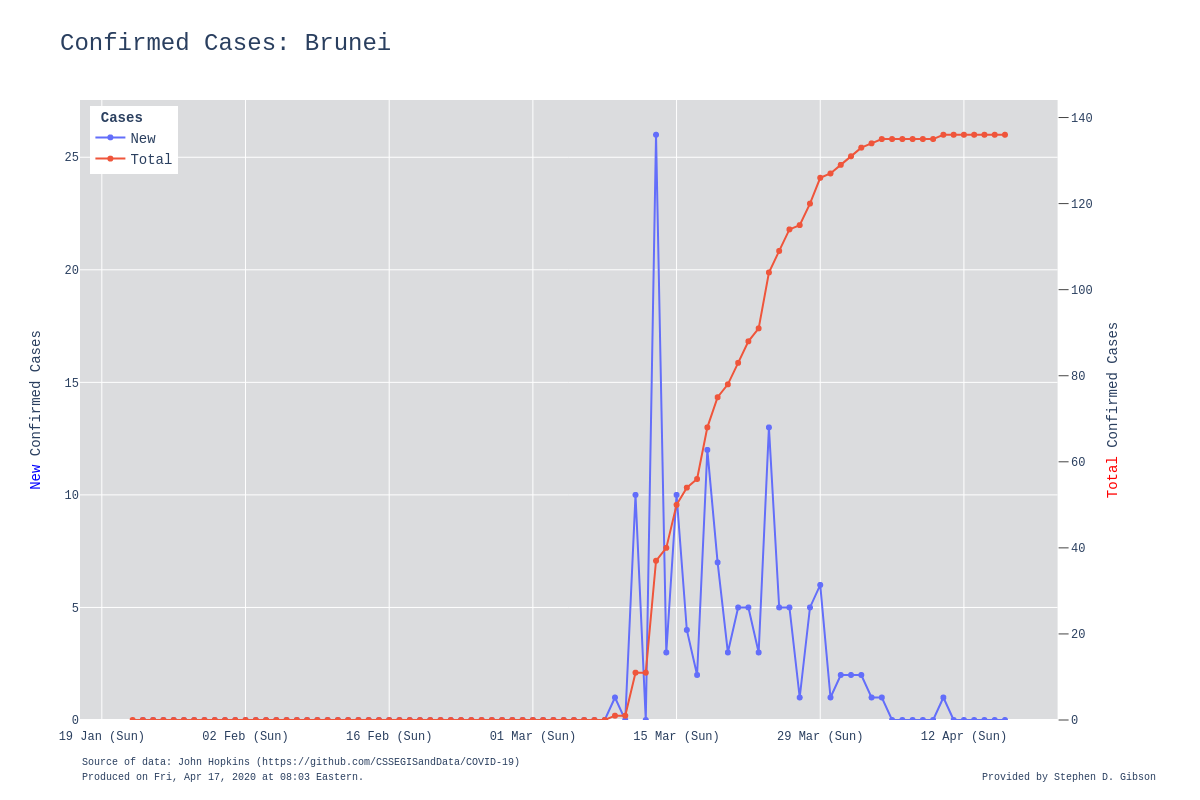 Confirmed Cases: Brunei
Cases
New
Total
25
20
15
10
5
0
New Confirmed Cases
140
120
100
80
60
40
20
0
Total Confirmed Cases
19 Jan (Sun) 02 Feb (Sun) 16 Feb (Sun) 01 Mar (Sun) 15 Mar (Sun) 29 Mar (Sun) 12 Apr (Sun)
Source of data: John Hopkins (https://github.com/CSSEGISandData/COVID-19)
Produced on Fri, Apr 17, 2020 at 08:03 Eastern.
Provided by Stephen D. Gibson